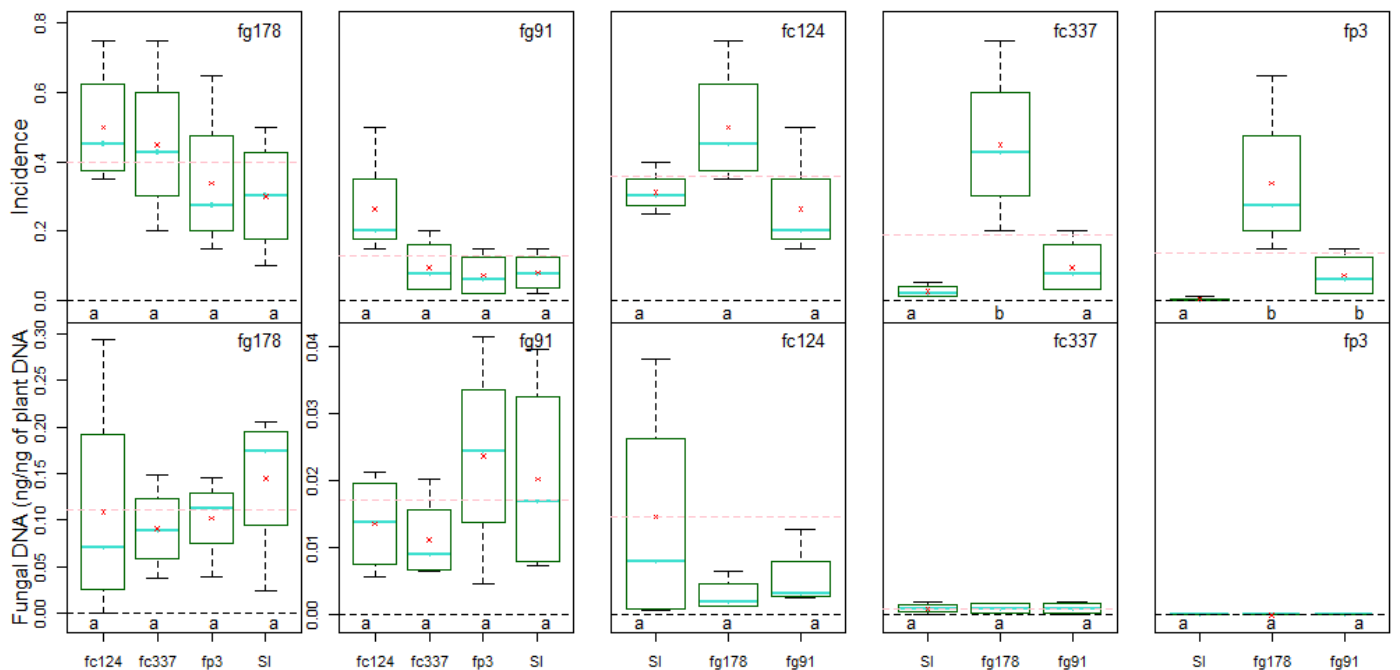 Incidence
0.8
0.6
0.4
0.2
0.0
fg178
a a a a
fg91
a a a a
fc124
a a a
fc337
a b a
fp3
a b b
Fungal DNA (ng/ng of plant DNA
0.30
0.25
0.20
0.15
0.10
0.05
0.00
fg178
a a a a
fc124 fc337 fp3 SI
0.04
0.03
0.02
0.01
0.00
fg91
a a a a
fc124 fc337 fp3 SI
fc124
a a a
SI fg178 fg91
fc337
a a a
SI fg178 fg91
fp3
a a a
SI fg178 fg91